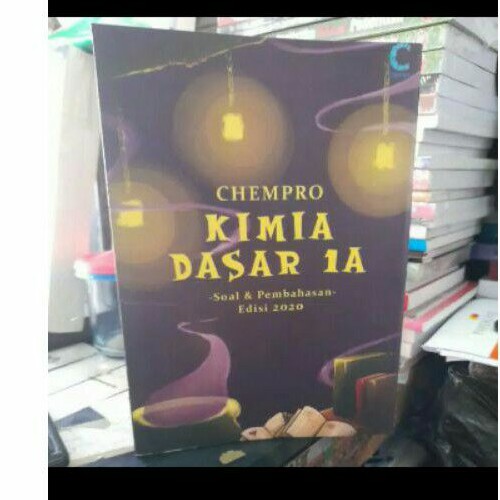 C
CHEMPRO
KIMIA
DASAR 1A
-Soal & Pembahasan-
Edisi 2020